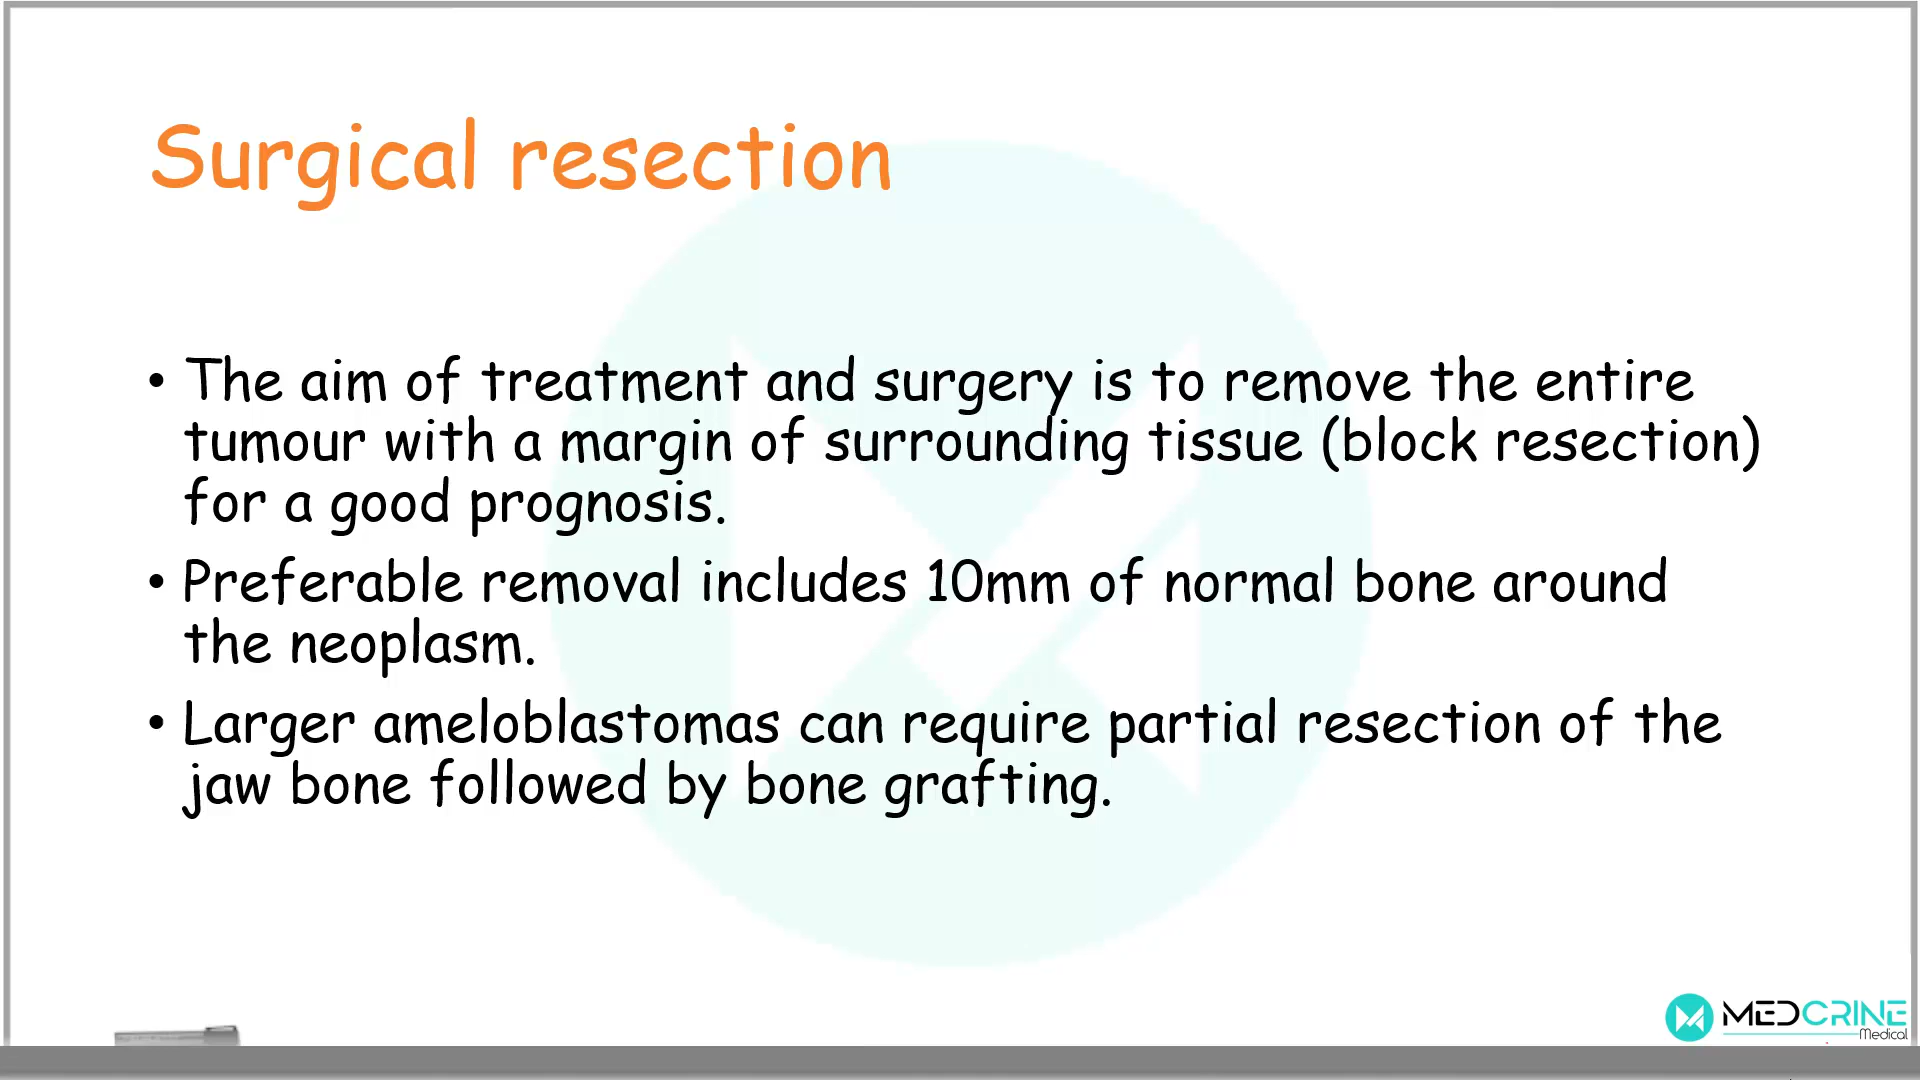 Surgical resection
• The aim of treatment and surgery is to remove the entire
tumour with a margin of surrounding tissue (block resection)
for a good prognosis.
• Preferable removal includes 10mm of normal bone around
the neoplasm.
• Larger ameloblastomas can require partial resection of the
jaw bone followed by bone grafting.
MEDCRINE
Medical